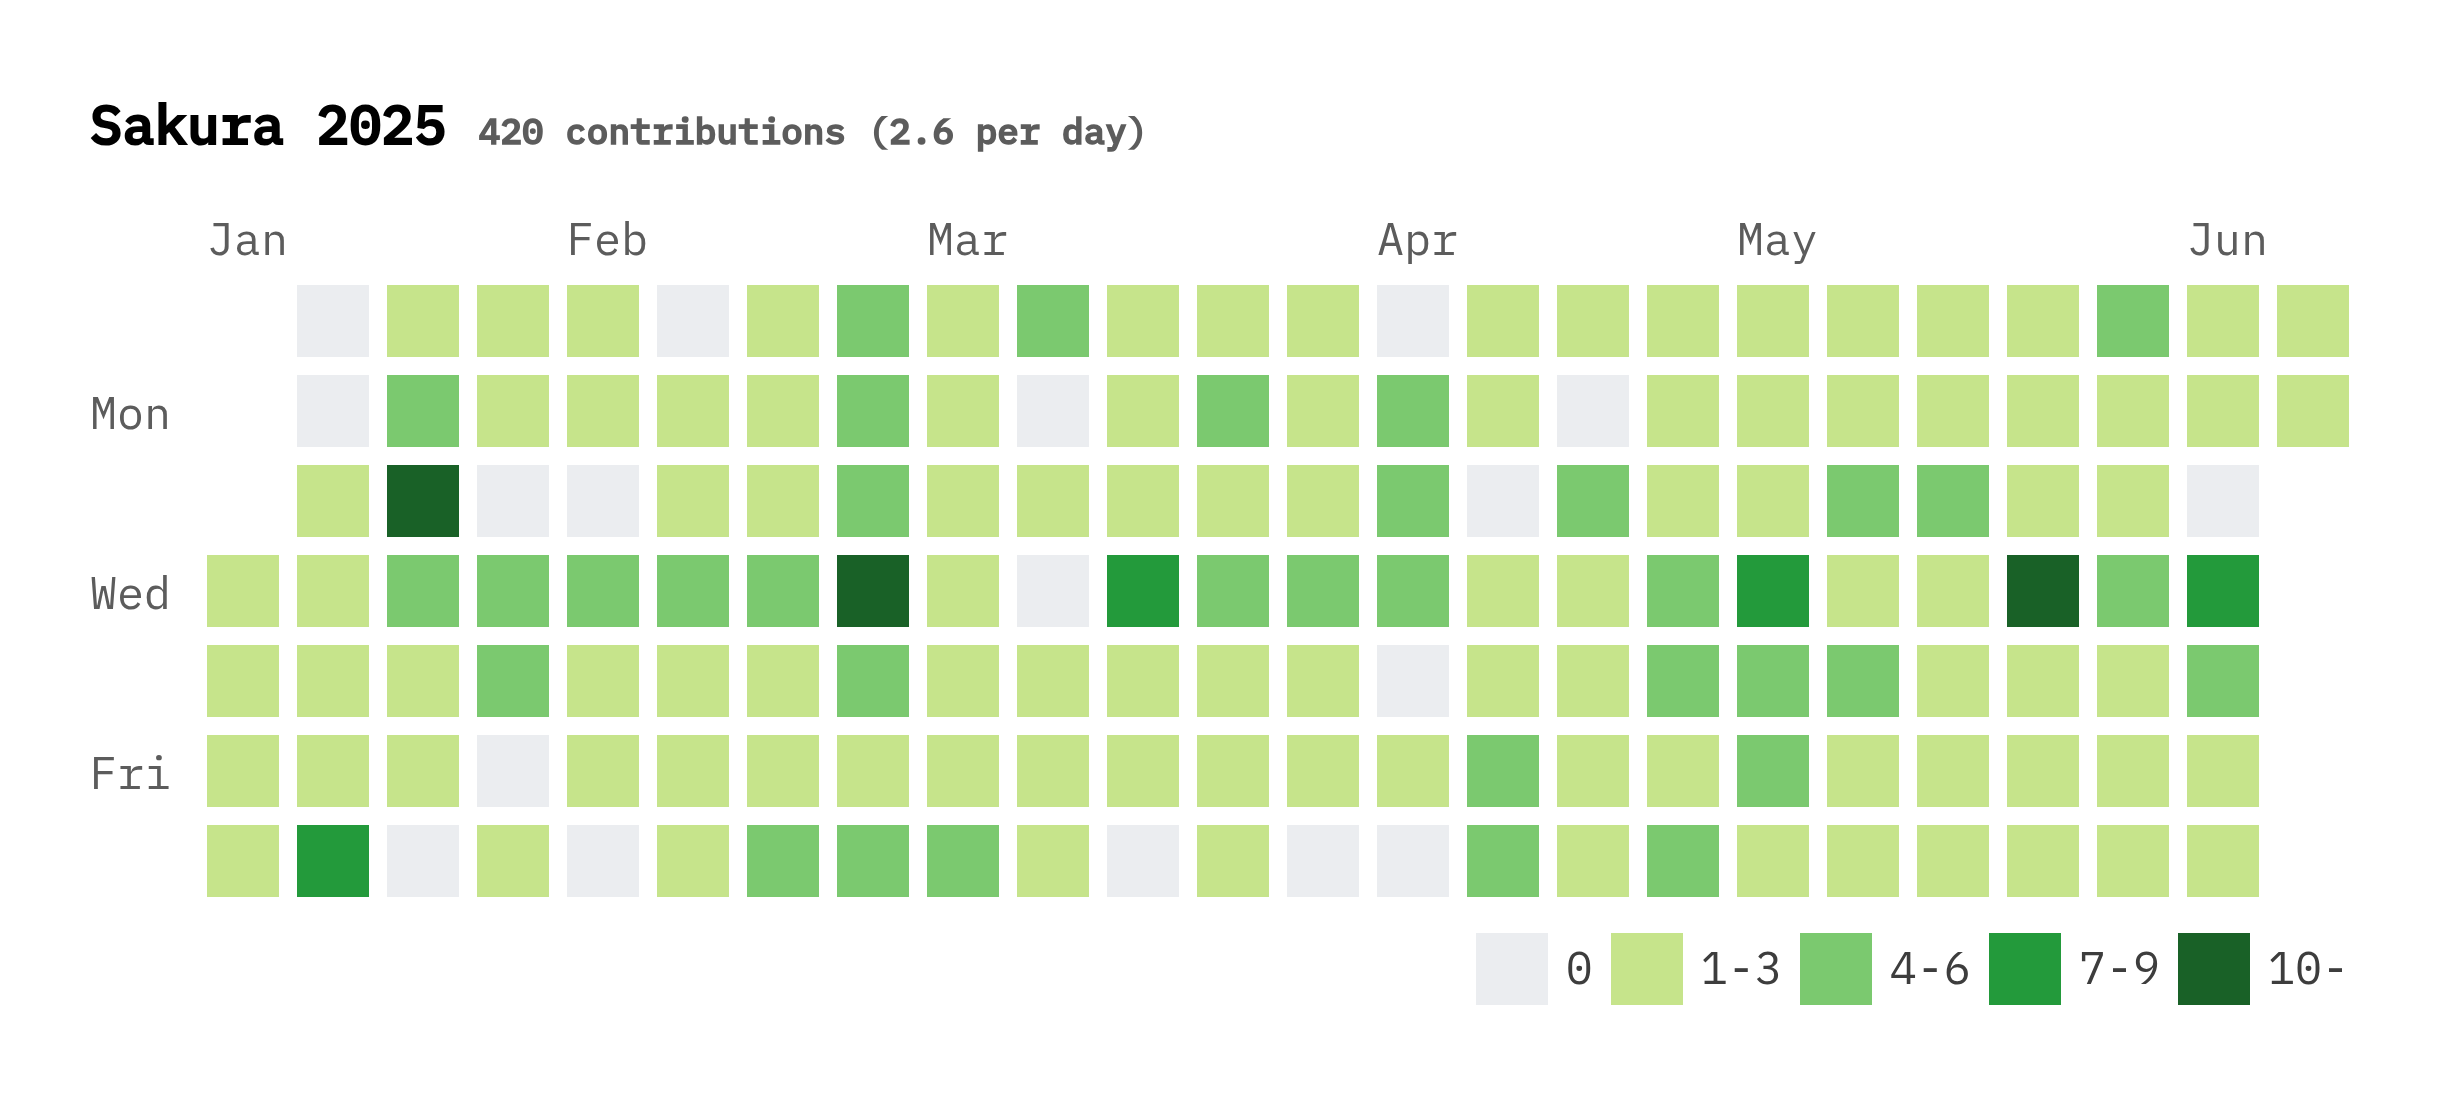 Sakura 2025 420 contributions (2.6 per day)
Jan Feb Mar Apr May Jun
Mon
Wed
Fri
0 1-3 4-6 7-9 10-